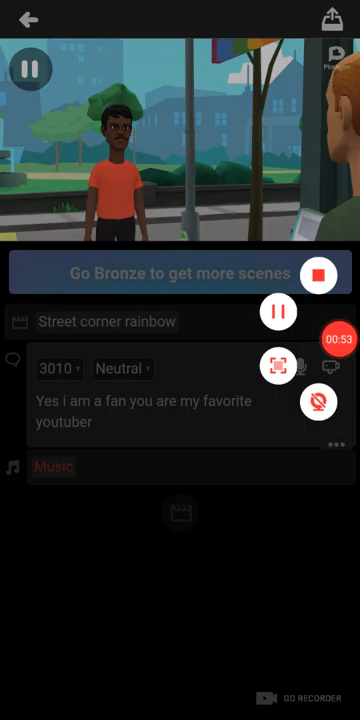 Plotagon
Go Bronze to get more scenes
Street corner rainbow
00:53
3010 Neutral
Yes i am a fan you are my favorite
youtuber
Music
GO RECORDER